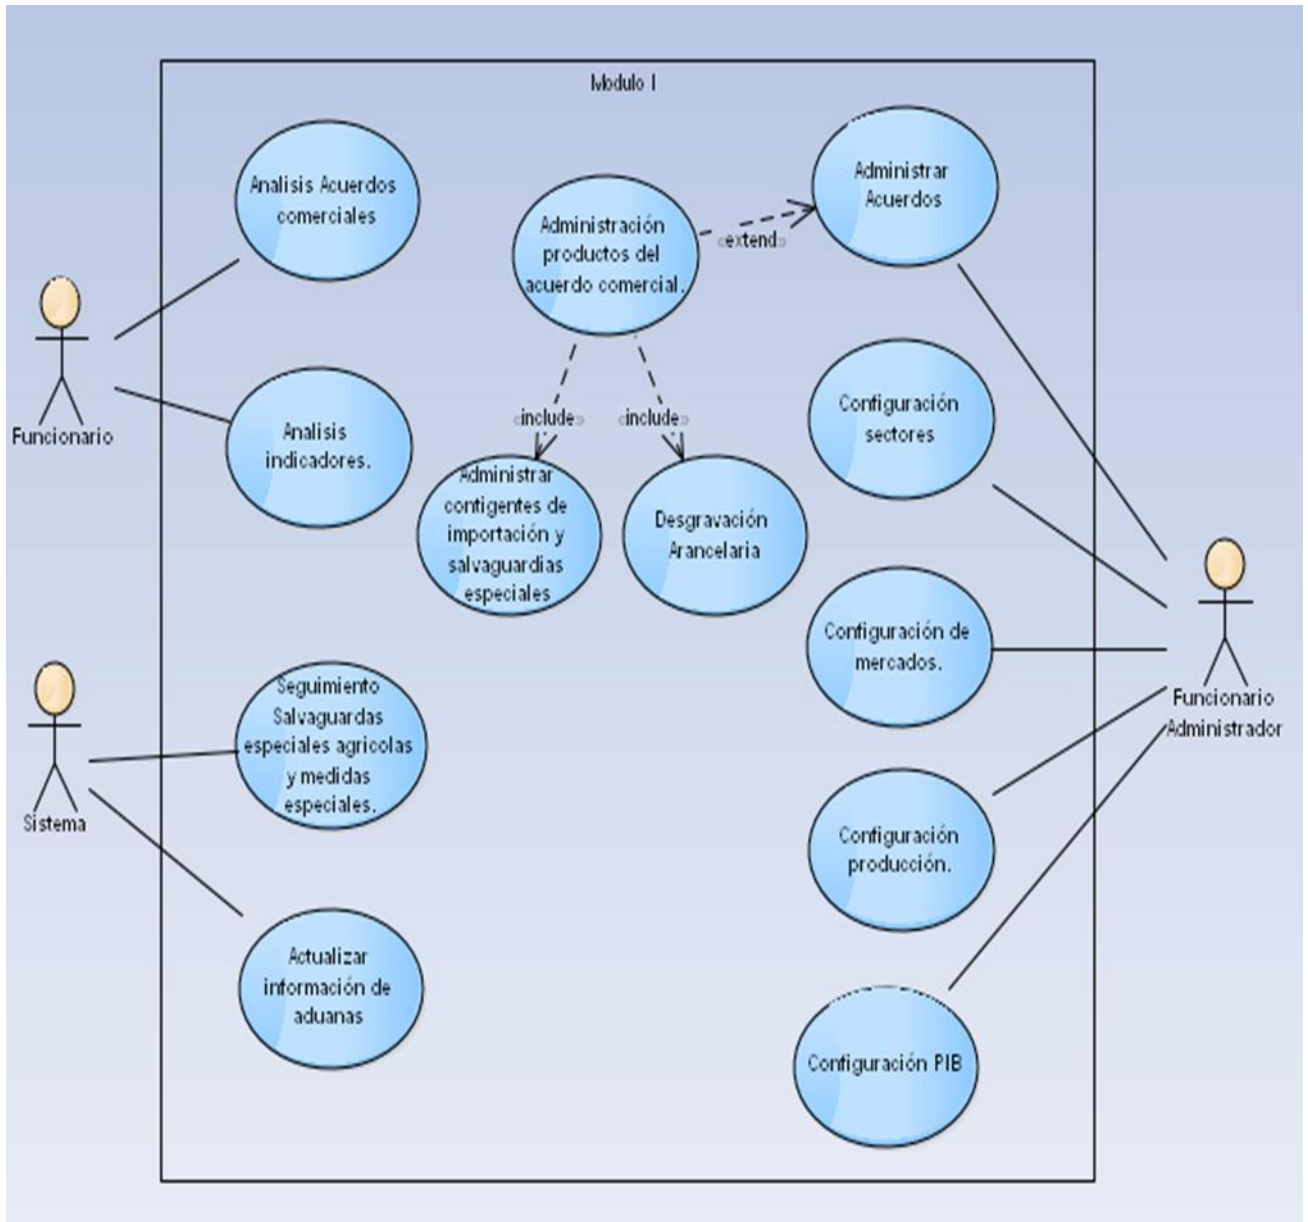 Modulo I
Analisis Acuerdos
comerciales
Administración
productos del
acuerdo comercial.
«extend»
Administrar
Acuerdos
Funcionario
Analisis
indicadores.
«include»
«include»
Configuración
sectores
Administrar
contigentes de
importación y
salvaguardias
especiales
Desgravación
Arancelaria
Configuración de
mercados.
Funcionario
Administrador
Sistema
Seguimiento
Salvaguardas
especiales agricolas
y medidas
especiales.
Configuración
producción.
Actualizar
información de
aduanas
Configuración PIB